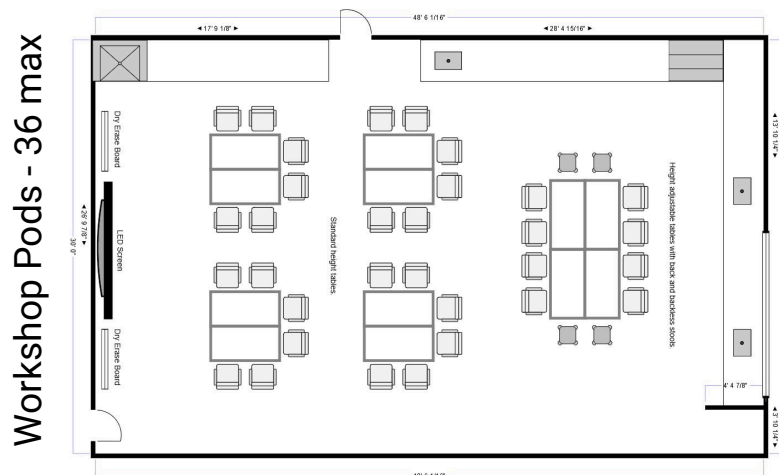 Workshop Pods - 36 max
48' 6 1/16"
17' 9 1/8"
28' 4 15/16"
13' 10 1/4"
Dry Erase Board
LED Screen
Dry Erase Board
26' 9 7/8"
30' 0"
Standard height tables.
Height adjustable tables with back and backless stools.
4' 4 7/8"
3' 10 1/4"